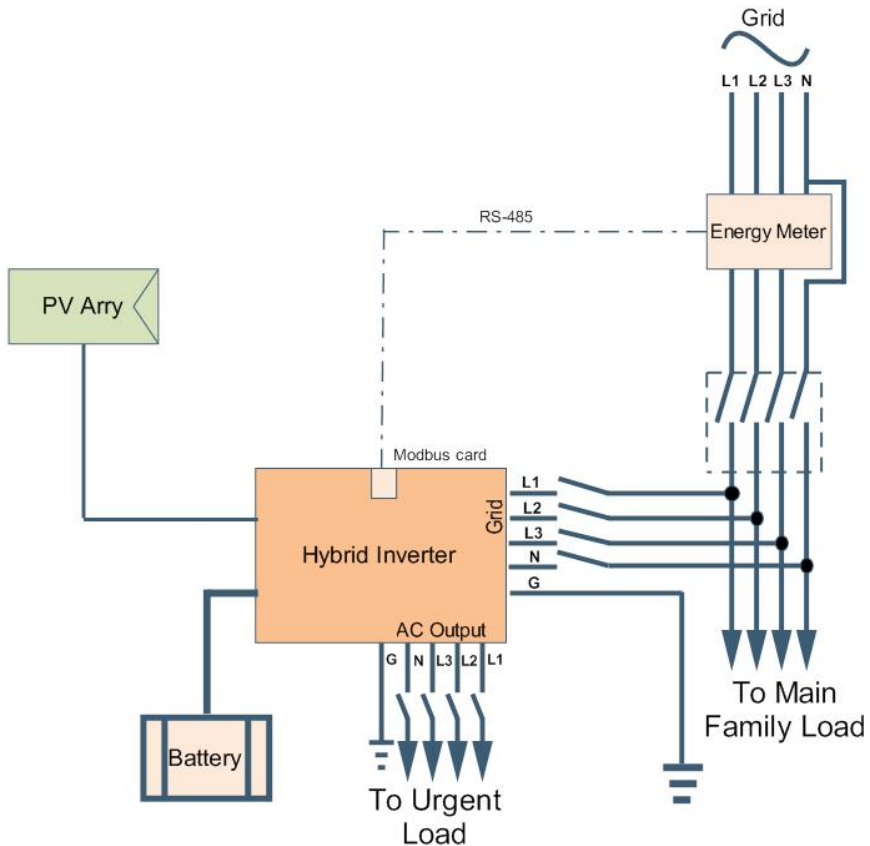 Grid
L1 L2 L3 N
RS-485
Energy Meter
PV Arry
Modbus card
L1
L2
Grid
L3
N
G
Hybrid Inverter
AC Output
G N L3 L2 L1
Battery
To Main
Family Load
To Urgent
Load